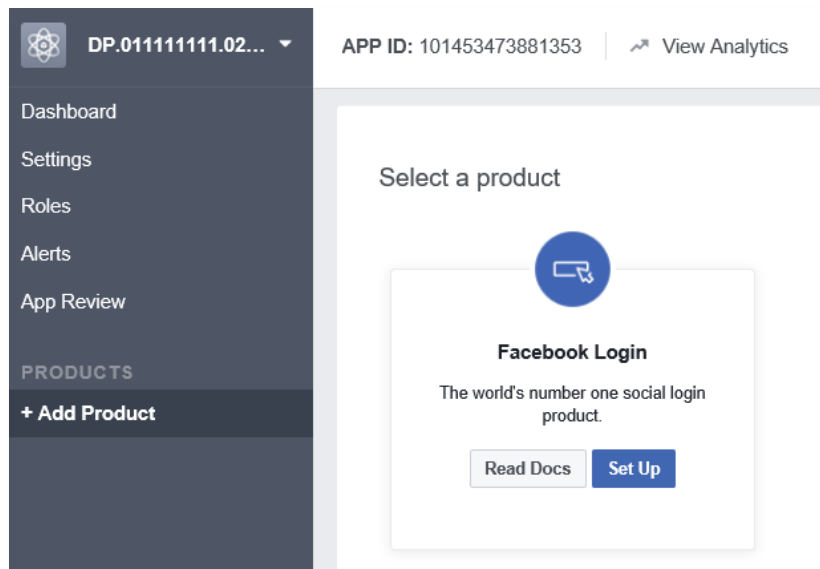 DP.011111111.02...
APP ID: 101453473881353
View Analytics
Dashboard
Settings
Roles
Alerts
App Review
PRODUCTS
+ Add Product
Select a product
Facebook Login
The world's number one social login
product.
Read Docs
Set Up